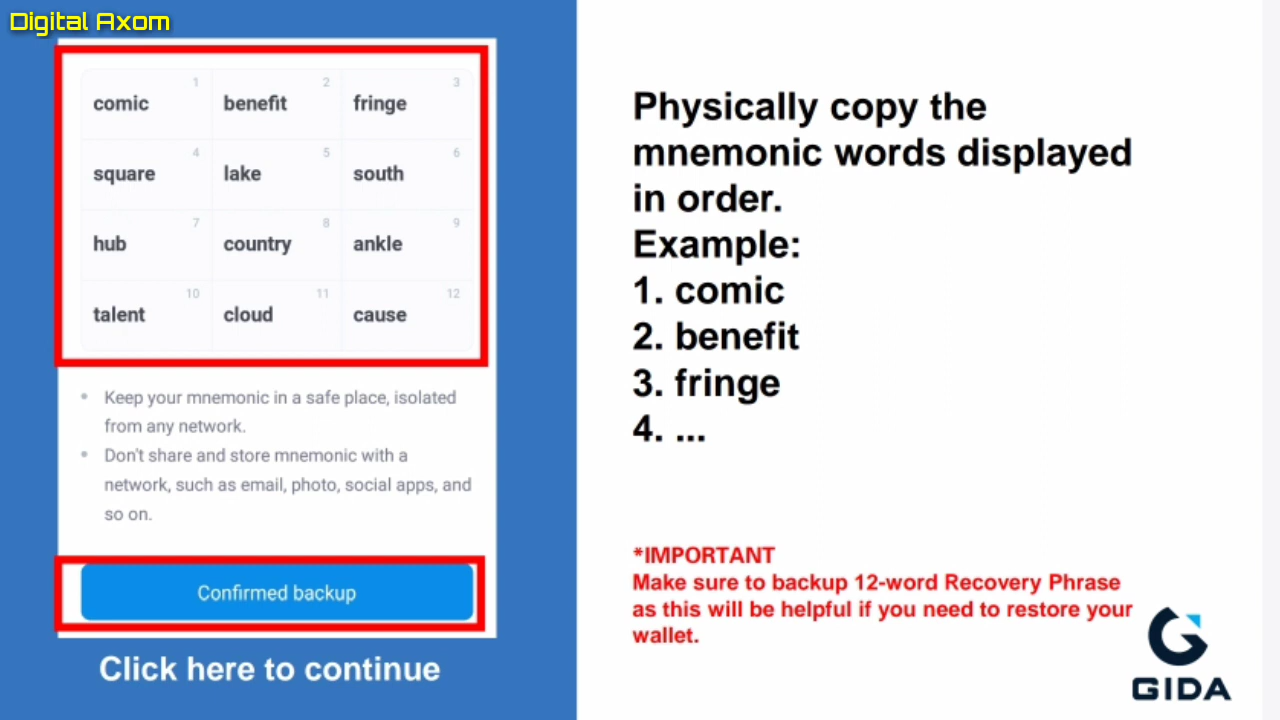 Digital Axom
1
2
3
comic
benefit
fringe
4
5
6
square
lake
south
7
8
9
hub
country
ankle
10
11
12
talent
cloud
cause
Keep your mnemonic in a safe place, isolated
from any network.
Don't share and store mnemonic with a
network, such as email, photo, social apps, and
so on.
Confirmed backup
Click here to continue
Physically copy the
mnemonic words displayed
in order.
Example:
1. comic
2. benefit
3. fringe
4. ...
*IMPORTANT
Make sure to backup 12-word Recovery Phrase
as this will be helpful if you need to restore your
wallet.
GIDA